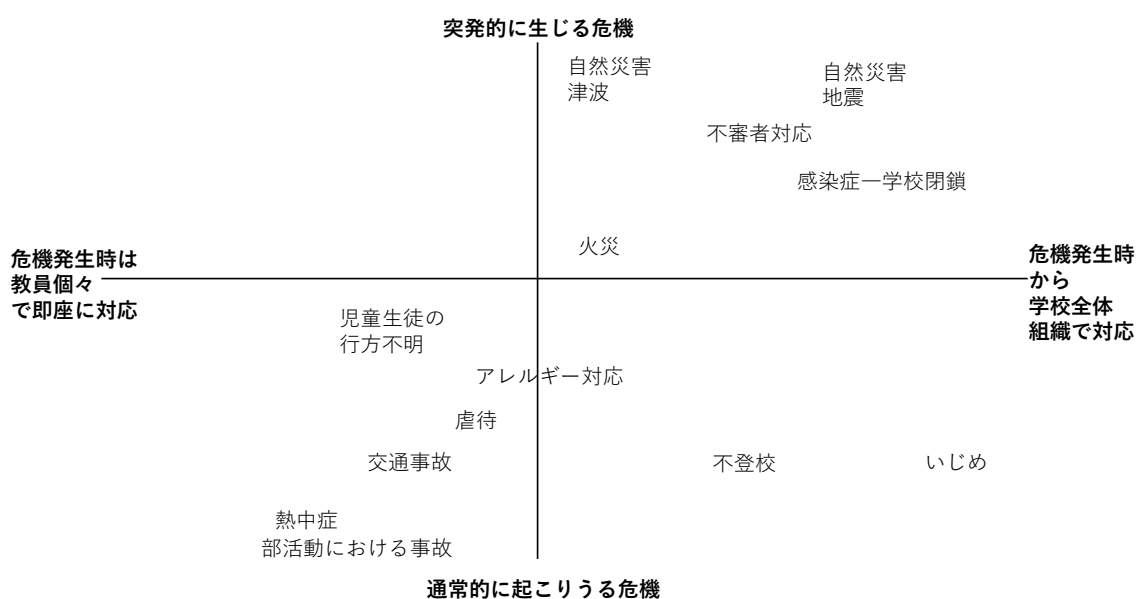 突発的に生じる危機
自然災害
津波
自然災害
地震
不審者対応
感染症―学校閉鎖
火災
危機発生時は
教員個々
で即座に対応
危機発生時
から
学校全体
組織で対応
児童生徒の
行方不明
アレルギー対応
虐待
交通事故
不登校
いじめ
熱中症
部活動における事故
通常的に起こりうる危機